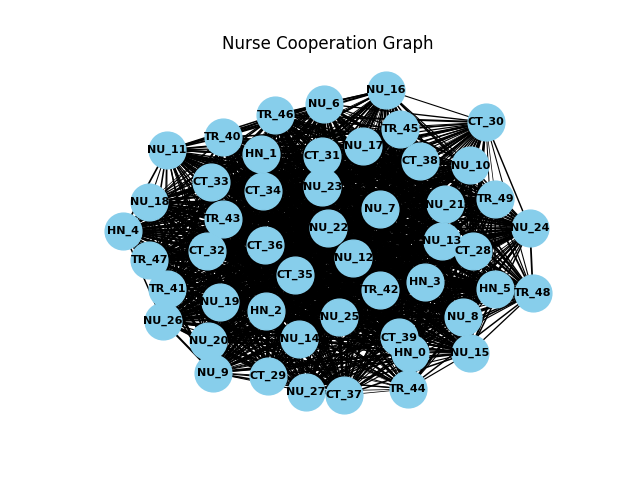 Nurse Cooperation Graph
NU_16
NU_6
TR_46
CT_30
TR_45
TR_40
NU_17
NU_11
HN_1
CT_31
CT_38
NU_10
CT_33
NU_23
CT_34
TR_49
NU_18
NU_21
NU_7
TR_43
NU_22
NU_24
HN_4
NU_13
CT_36
CT_32
CT_28
NU_12
TR_47
CT_35
HN_3
TR_41
TR_42
HN_5
TR_48
NU_19
HN_2
NU_25
NU_8
NU_26
CT_39
NU_14
NU_20
HN_0
NU_15
NU_9
CT_29
TR_44
NU_27
CT_37